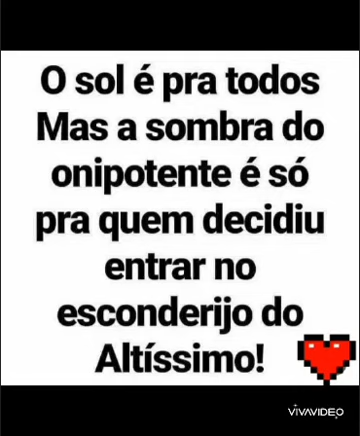 O sol é pra todos
Mas a sombra do
onipotente é só
pra quem decidiu
entrar no
esconderijo do
Altíssimo!
VIVAVIDEO